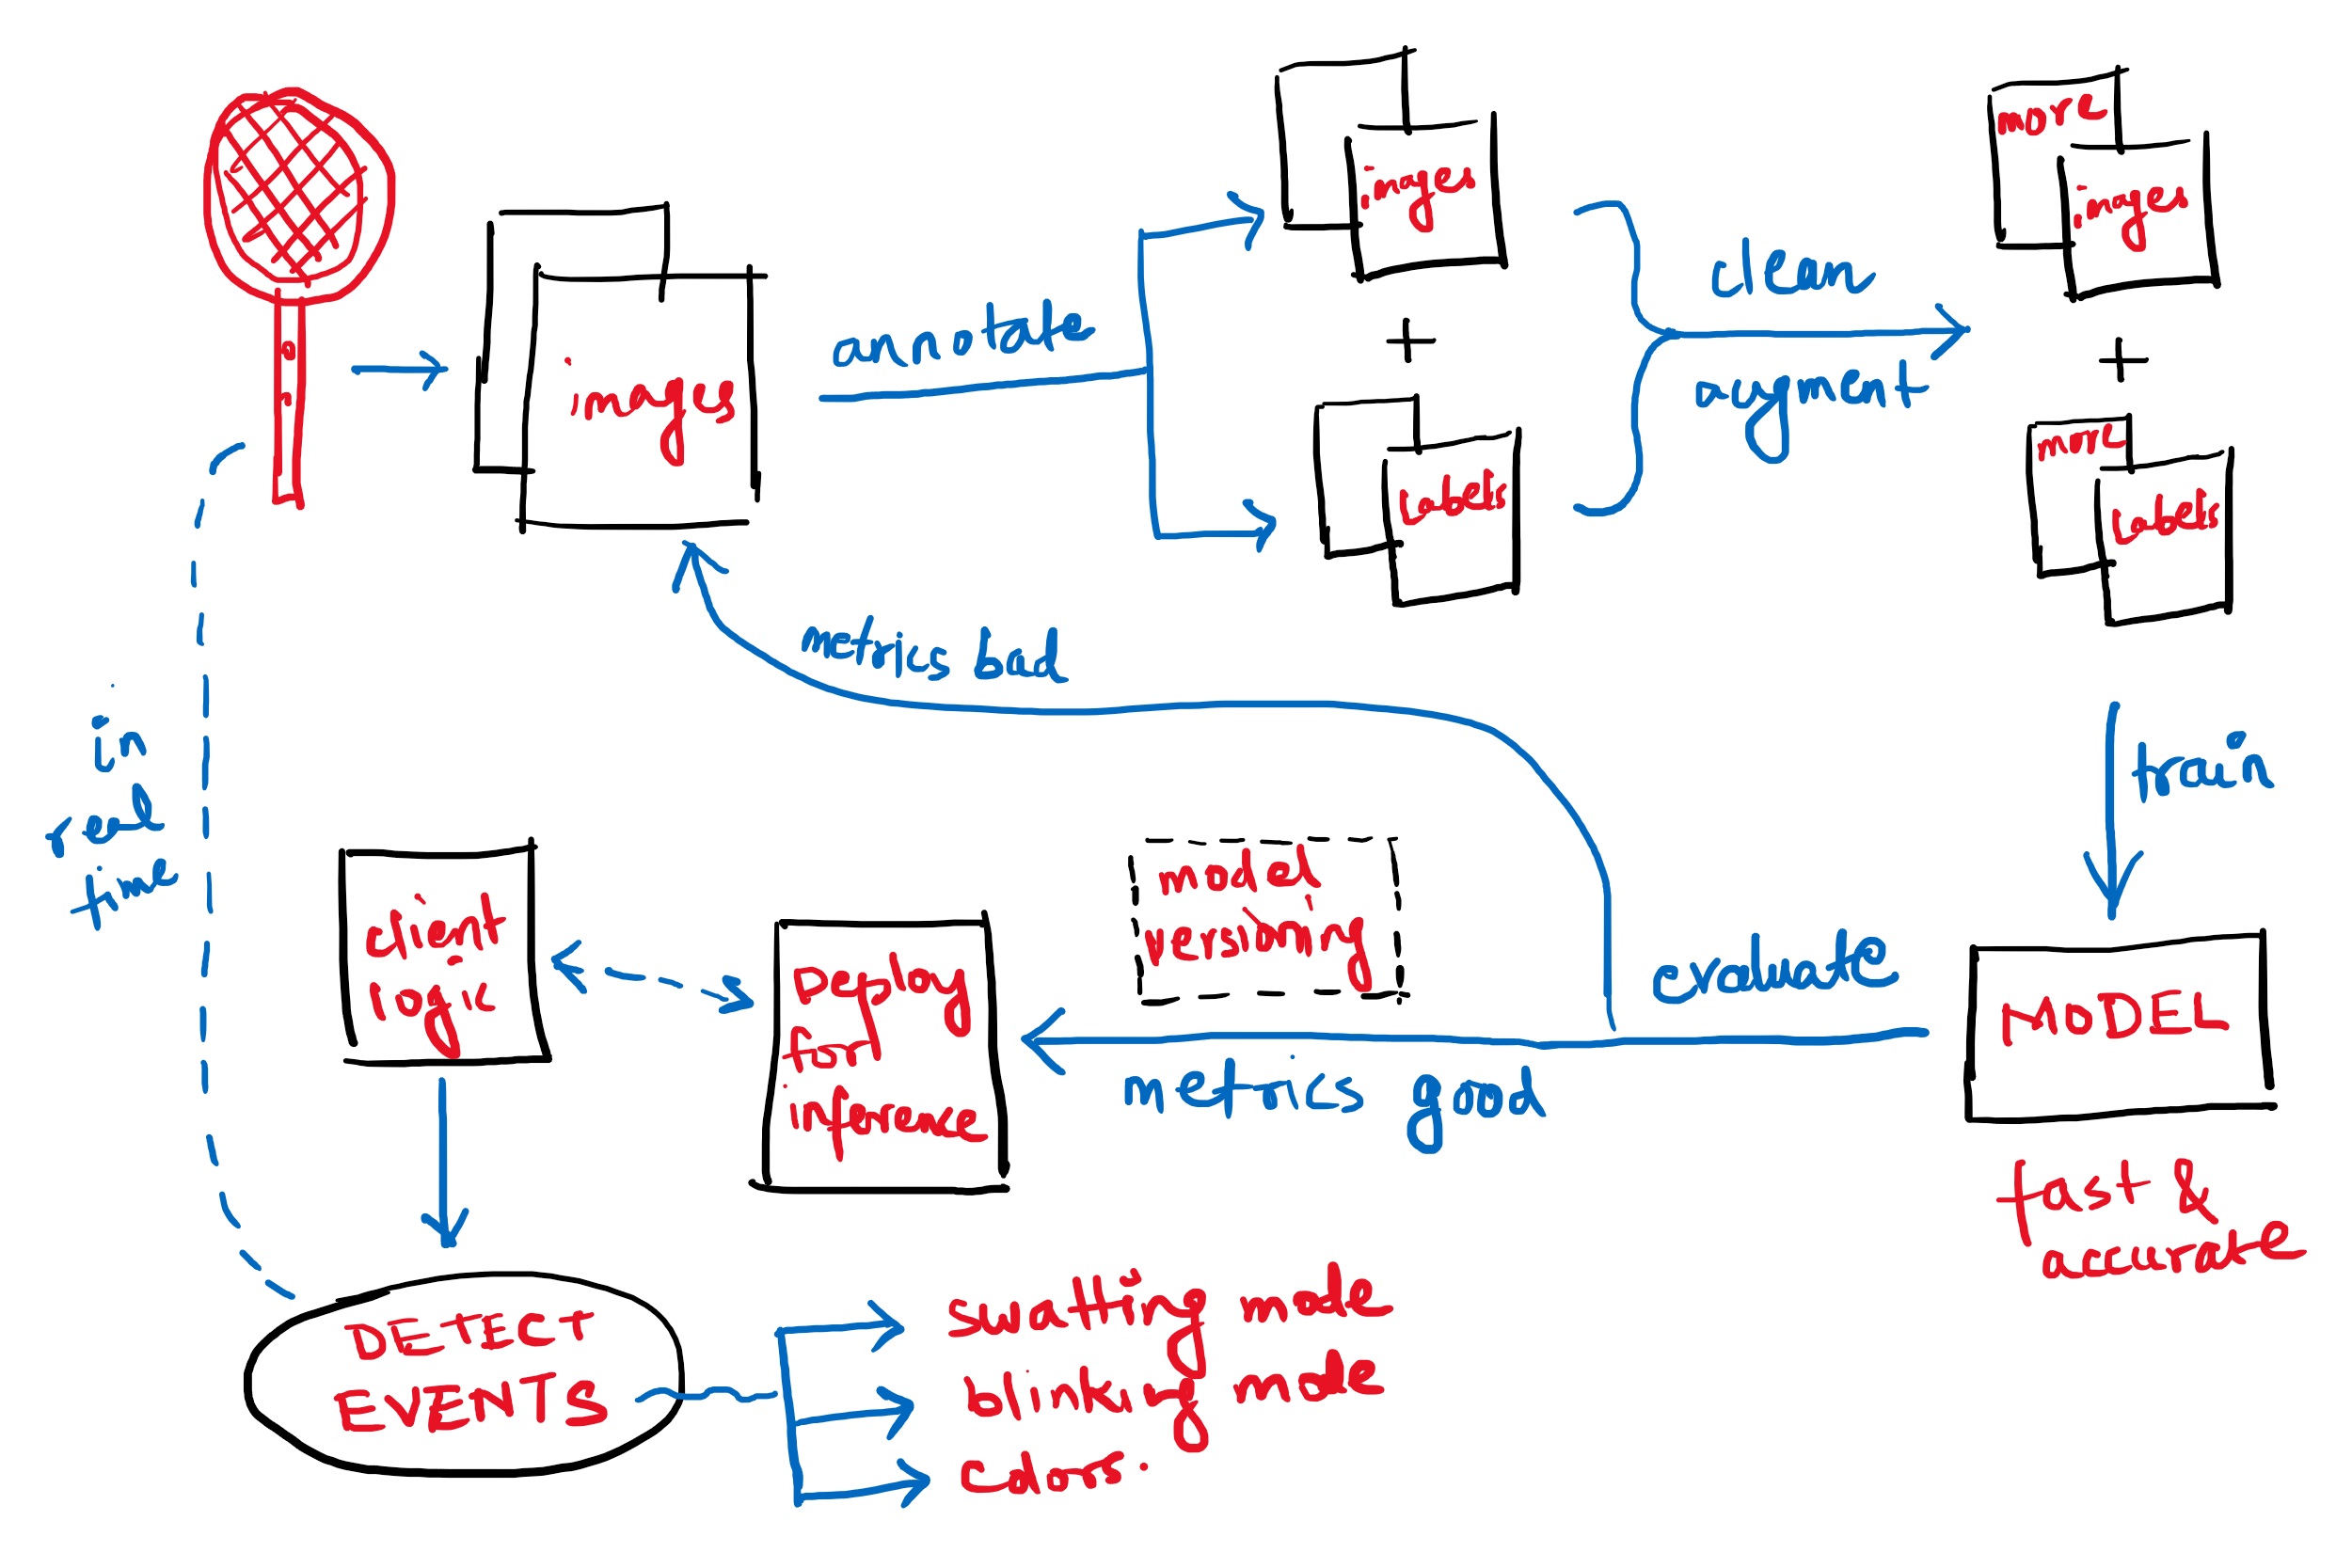 images
annotate
images
+
labels
clean
augment
more
images
+
more
labels
metrics bad
train
in
real
time
client
logic
Deploy
for
inference
model
versioning
evaluate
metrics good
MODEL
fast &
accurate
DETECT
EVENTS
swatting mode
blinking mode
colors.